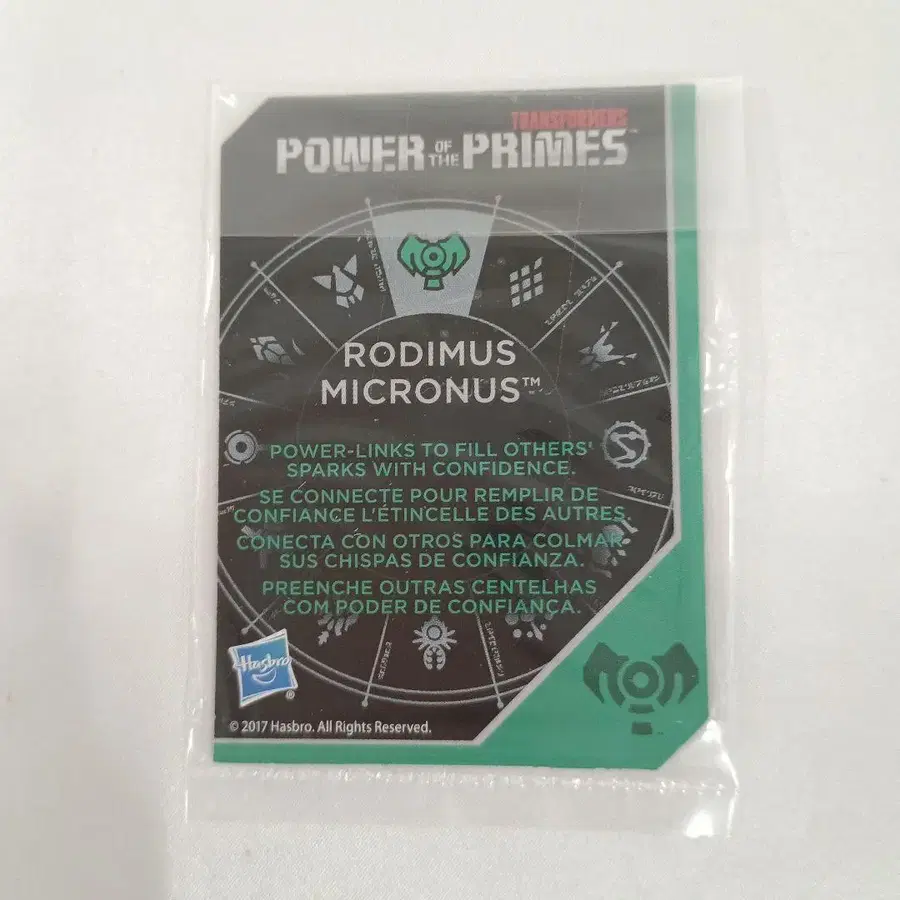 TRANSFORMERS
POWER OF THE PRIMES™
RODIMUS
MICRONUS™
POWER-LINKS TO FILL OTHERS'
SPARKS WITH CONFIDENCE.
SE CONNECTE POUR REMPLIR DE
CONFIANCE L'ÉTINCELLE DES AUTRES.
CONECTA CON OTROS PARA COLMAR
SUS CHISPAS DE CONFIANZA.
PREENCHE OUTRAS CENTELHAS
COM PODER DE CONFIANÇA.
Hasbro®
© 2017 Hasbro. All Rights Reserved.